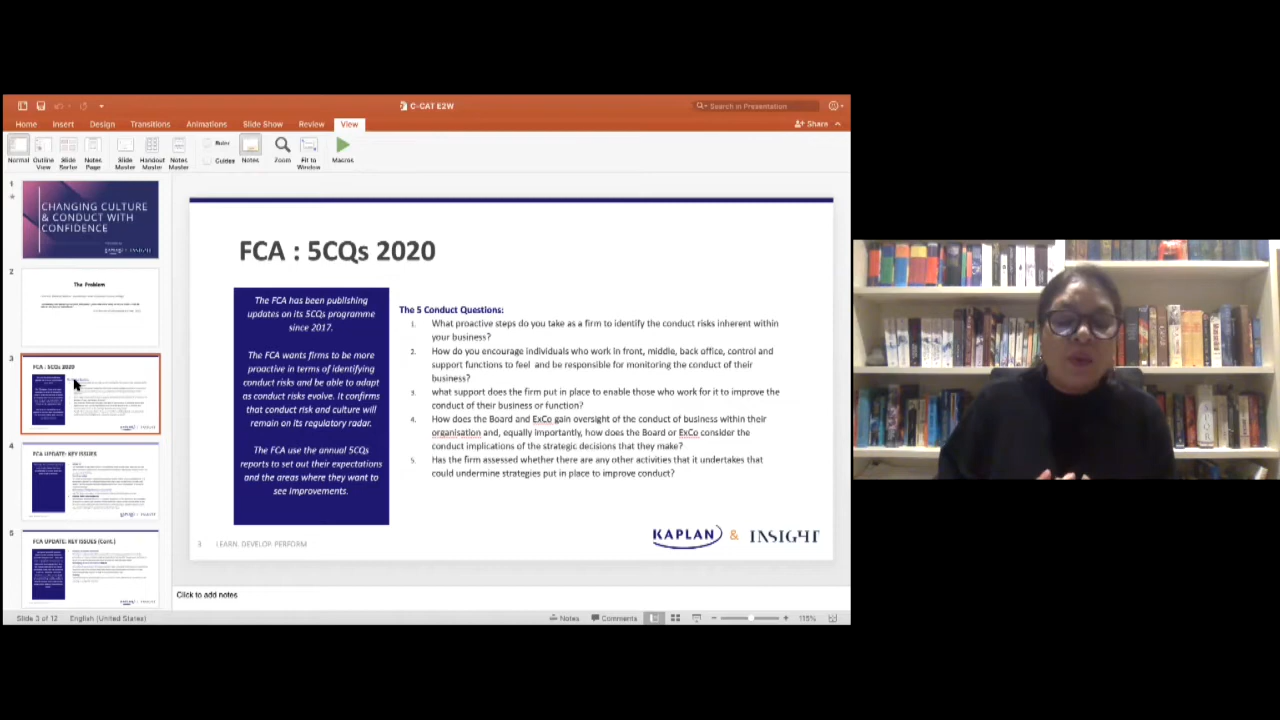 C-CAT E2W
Search in Presentation
Home Insert Design Transitions Animations Slide Show Review View
Share
Normal Outline View Slide Sorter Notes Page Slide Master Handout Master Notes Master Ruler Guides Notes Zoom Fit to Window Macros
1
CHANGING CULTURE
& CONDUCT WITH
CONFIDENCE
2
The Problem
3
FCA : 5CQs 2020
4
FCA UPDATE: KEY ISSUES
5
FCA UPDATE: KEY ISSUES (Cont.)
FCA : 5CQs 2020
The FCA has been publishing
updates on its 5CQs programme
since 2017.
The FCA wants firms to be more
proactive in terms of identifying
conduct risks and be able to adapt
as conduct risks evolve. It confirms
that conduct risk and culture will
remain on its regulatory radar.
The FCA use the annual 5CQs
reports to set out their expectations
and the areas where they want to
see improvements.
The 5 Conduct Questions:
1. What proactive steps do you take as a firm to identify the conduct risks inherent within
your business?
2. How do you encourage individuals who work in front, middle, back office, control and
support functions to feel and be responsible for monitoring the conduct of their
business?
3. what support does the firm put in place to enable those who work for it to improve the
conduct of their business or function?
4. How does the Board and ExCo gain oversight of the conduct of business within their
organisation and, equally importantly, how does the Board or ExCo consider the
conduct implications of the strategic decisions that they make?
5. Has the firm assessed whether there are any other activities that it undertakes that
could undermine strategies put in place to improve conduct?
3 LEARN. DEVELOP. PERFORM
KAPLAN & INSIGHT
Click to add notes
Slide 3 of 12 English (United States) Notes Comments 115%